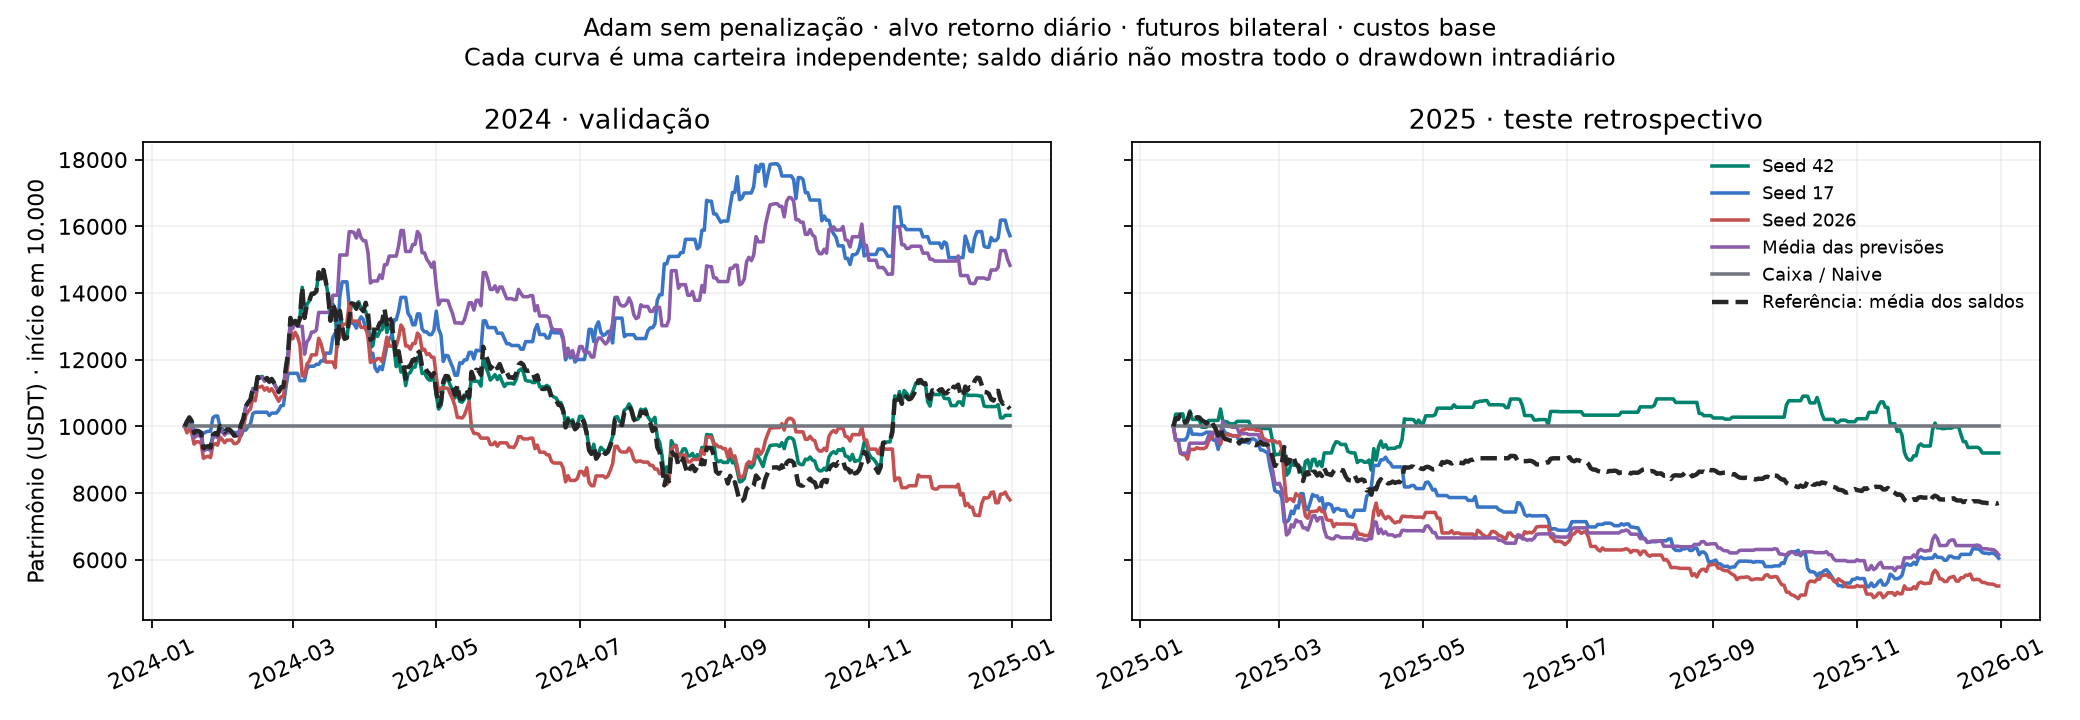 Adam sem penalização · alvo retorno diário · futuros bilateral · custos base
Cada curva é uma carteira independente; saldo diário não mostra todo o drawdown intradiário
2024 · validação
Patrimônio (USDT) · início em 10.000
18000
16000
14000
12000
10000
8000
6000
2024-01
2024-03
2024-05
2024-07
2024-09
2024-11
2025-01
2025 · teste retrospectivo
Seed 42
Seed 17
Seed 2026
Média das previsões
Caixa / Naive
Referência: média dos saldos
2025-01
2025-03
2025-05
2025-07
2025-09
2025-11
2026-01